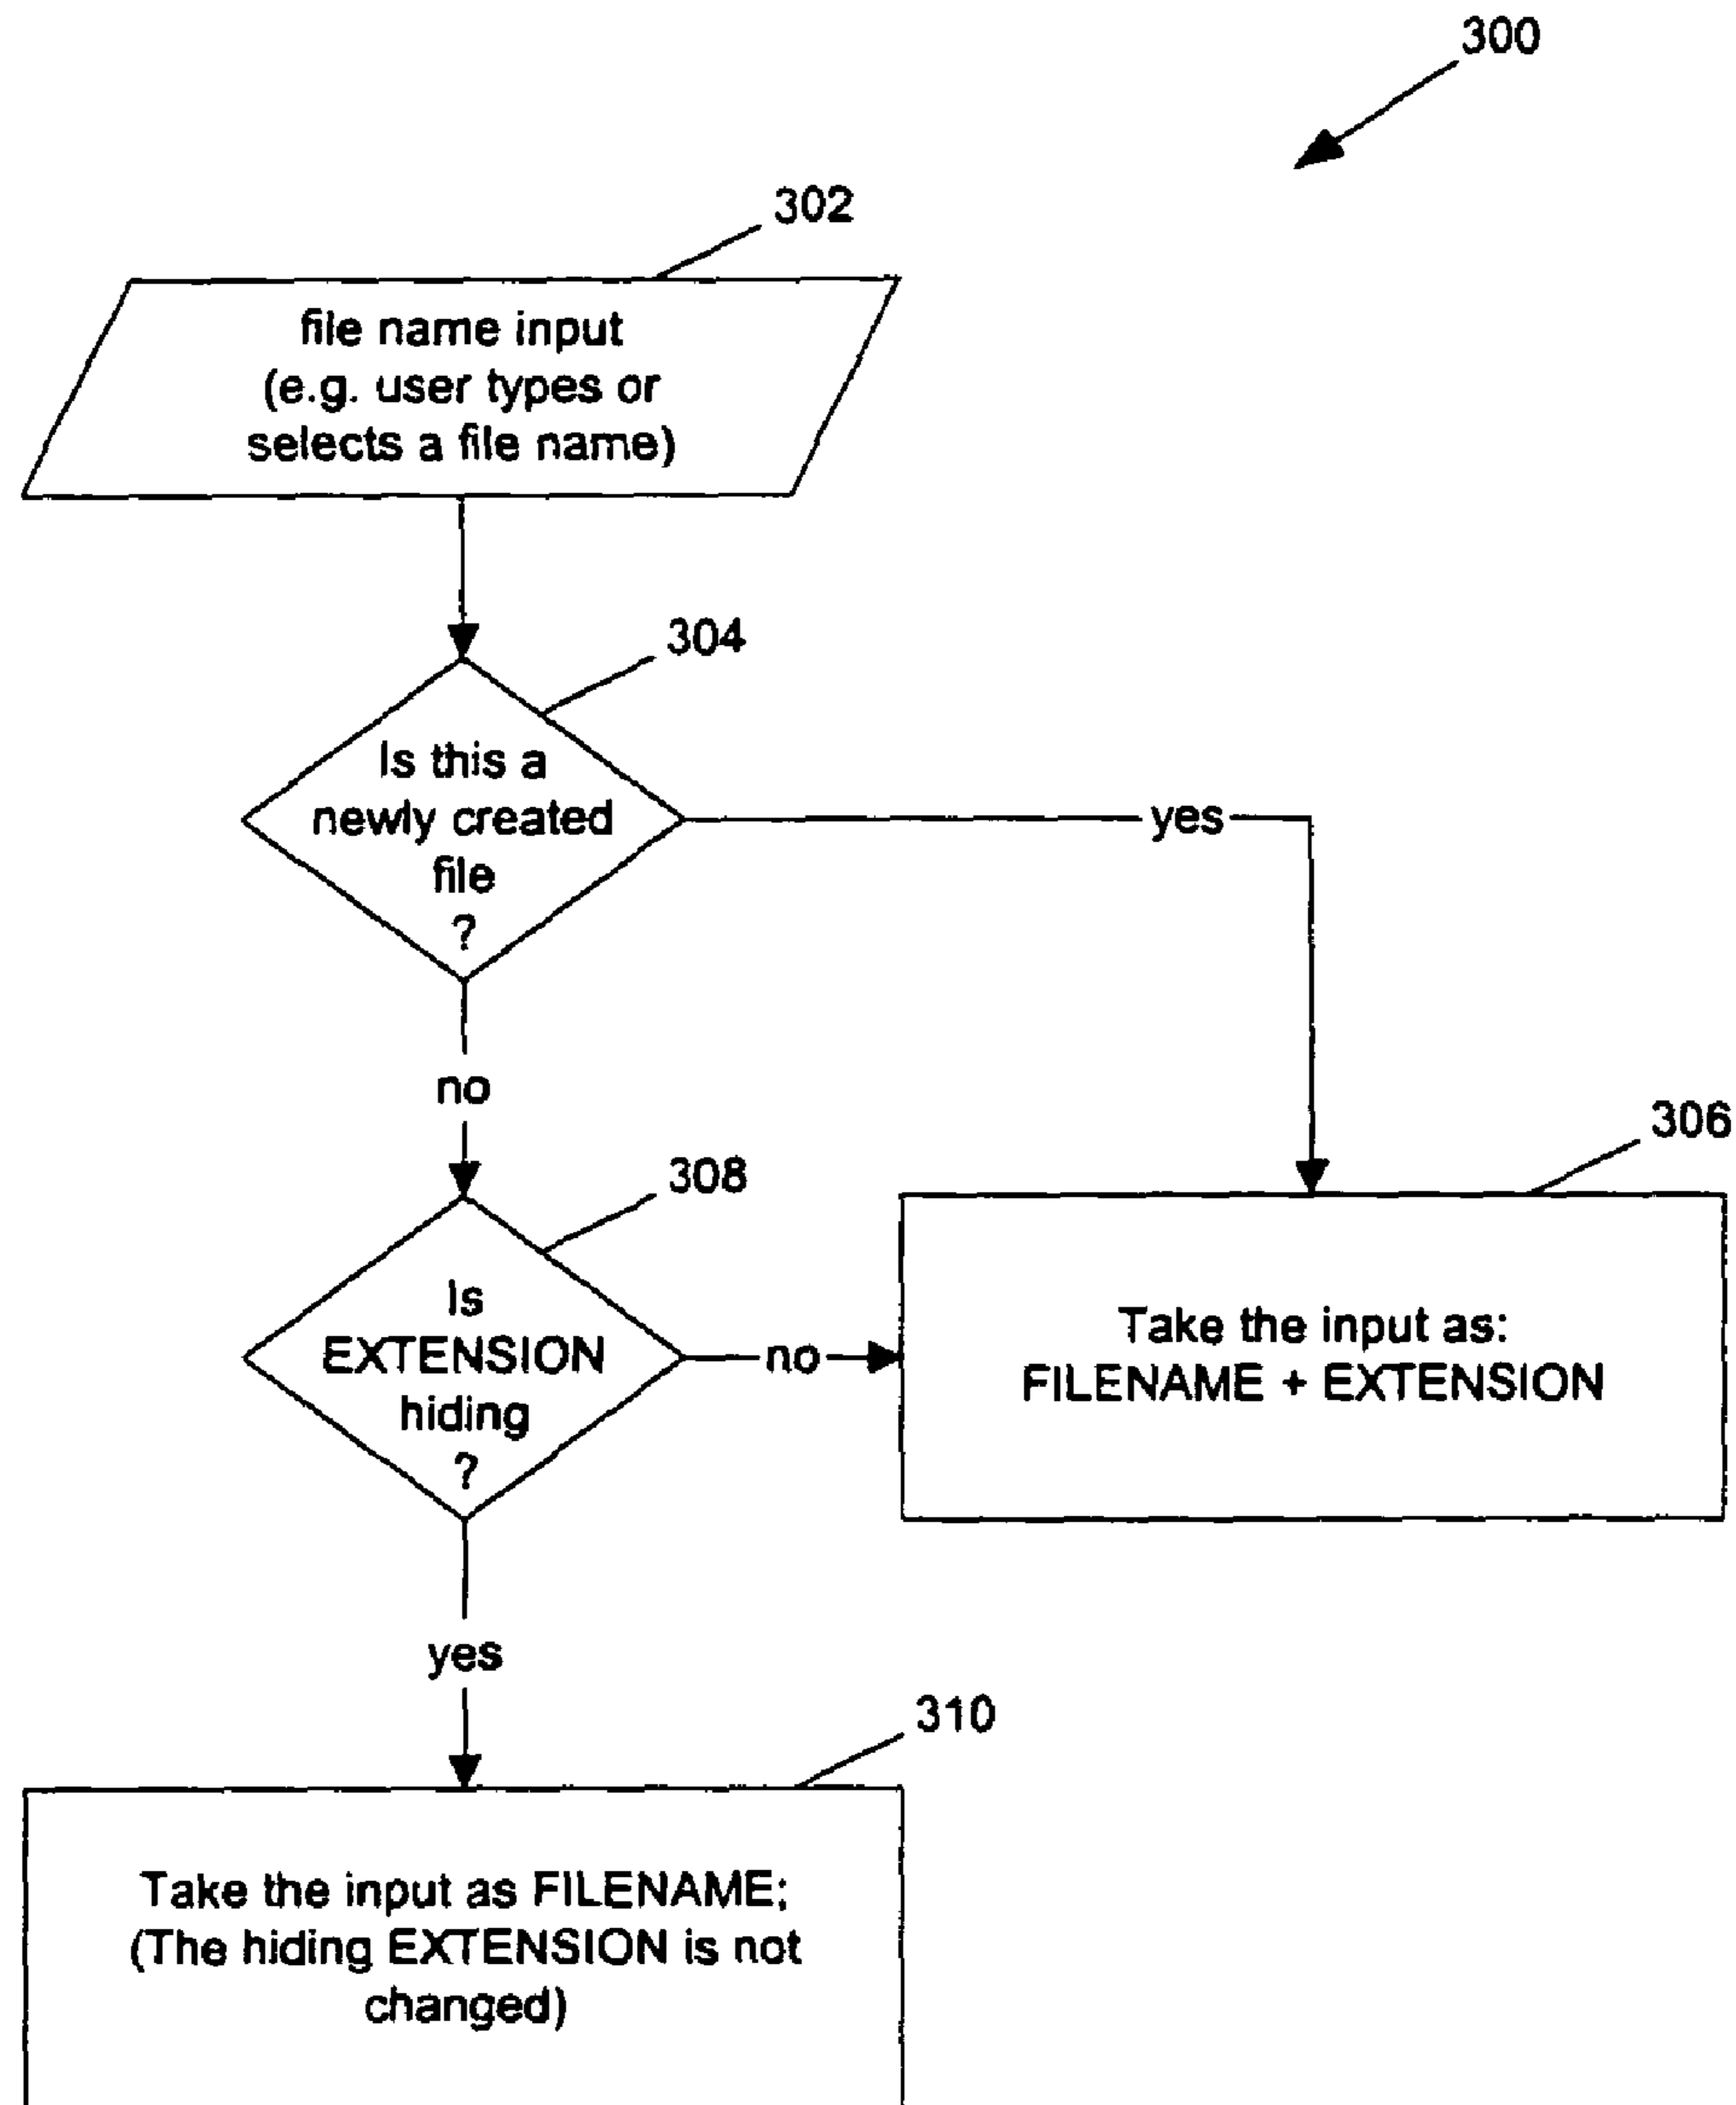 300
302
file name input
(e.g. user types or
selects a file name)
304
Is this a
newly created
file
?
yes
no
306
308
Is
EXTENSION
hiding
?
no
Take the input as:
FILENAME + EXTENSION
yes
310
Take the input as FILENAME;
(The hiding EXTENSION is not
changed)